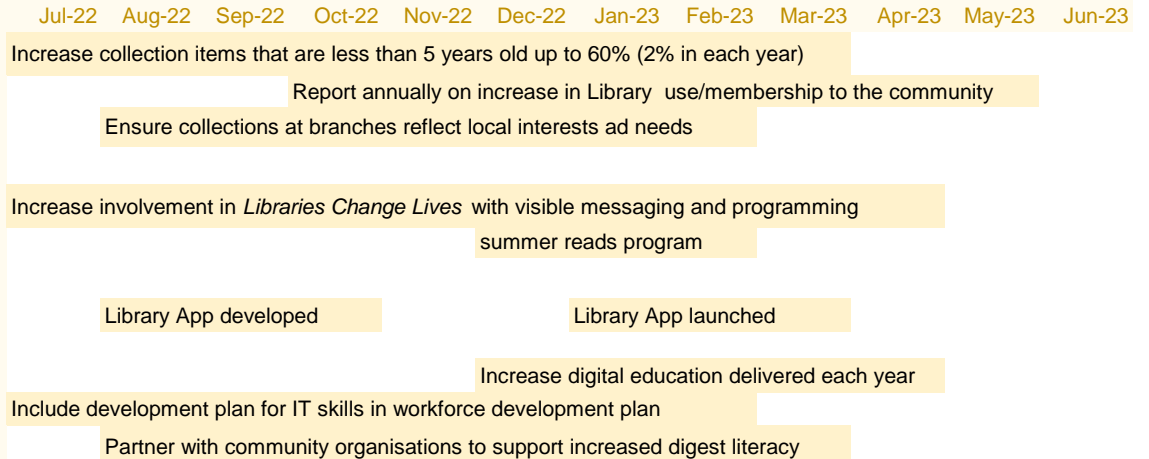 Jul-22 Aug-22 Sep-22 Oct-22 Nov-22 Dec-22 Jan-23 Feb-23 Mar-23 Apr-23 May-23 Jun-23
Increase collection items that are less than 5 years old up to 60% (2% in each year)
Report annually on increase in Library use/membership to the community
Ensure collections at branches reflect local interests ad needs
Increase involvement in Libraries Change Lives with visible messaging and programming
summer reads program
Library App developed Library App launched
Increase digital education delivered each year
Include development plan for IT skills in workforce development plan
Partner with community organisations to support increased digest literacy